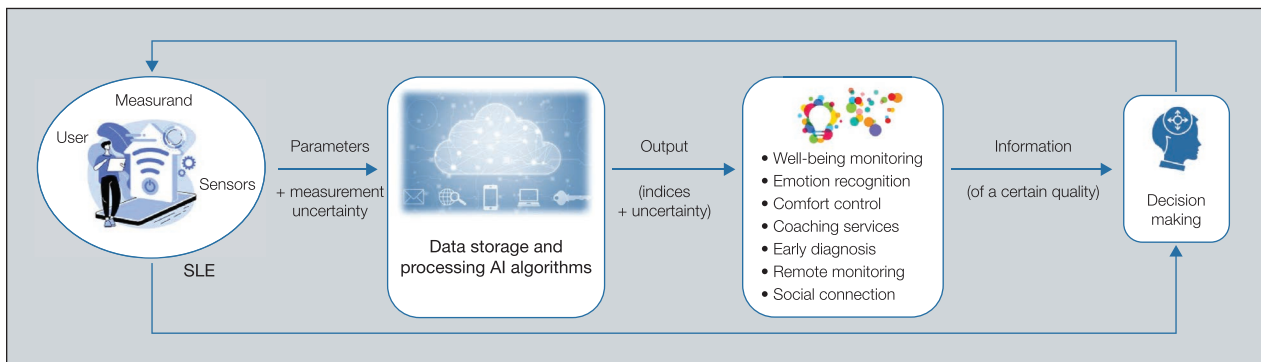 Measurand
User
Sensors
SLE
Parameters
+ measurement
uncertainty
Data storage and
processing AI algorithms
Output
(indices
+ uncertainty)
• Well-being monitoring
• Emotion recognition
• Comfort control
• Coaching services
• Early diagnosis
• Remote monitoring
• Social connection
Information
(of a certain quality)
Decision
making